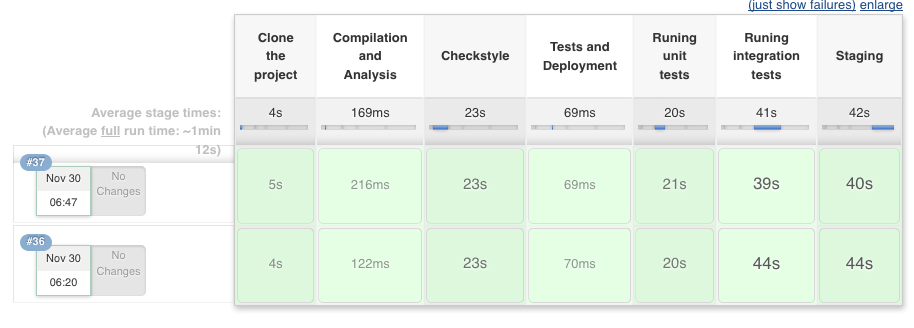 (just show failures) enlarge
Clone
the
project
Compilation
and
Analysis
Checkstyle
Tests and
Deployment
Runing
unit
tests
Runing
integration
tests
Staging
Average stage times:
(Average full run time: ~1min
12s)
4s 169ms 23s 69ms 20s 41s 42s
#37
Nov 30
06:47
No
Changes
5s 216ms 23s 69ms 21s 39s 40s
#36
Nov 30
06:20
No
Changes
4s 122ms 23s 70ms 20s 44s 44s